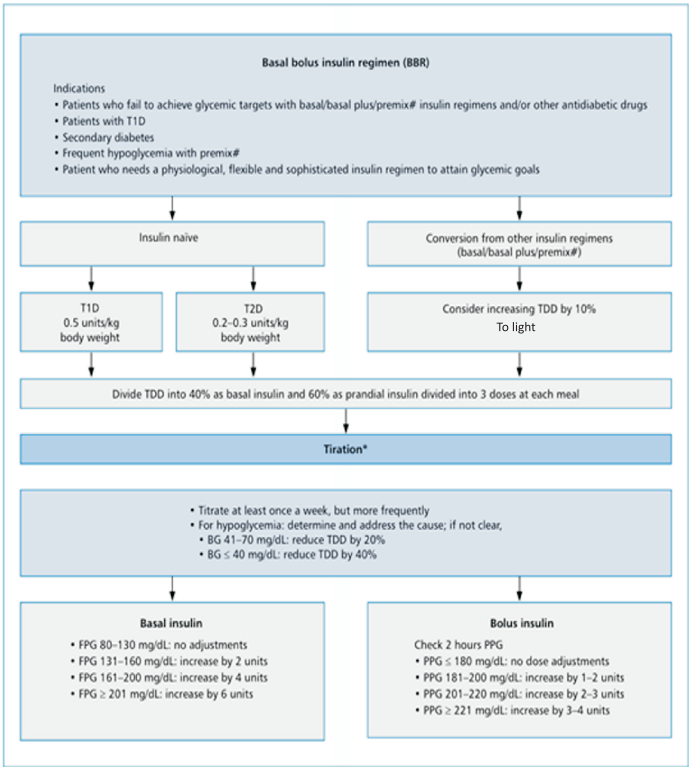 Basal bolus insulin regimen (BBR)
Indications
• Patients who fail to achieve glycemic targets with basal/basal plus/premix# insulin regimens and/or other antidiabetic drugs
• Patients with T1D
• Secondary diabetes
• Frequent hypoglycemia with premix#
• Patient who needs a physiological, flexible and sophisticated insulin regimen to attain glycemic goals
Insulin naïve
Conversion from other insulin regimens
(basal/basal plus/premix#)
T1D
0.5 units/kg
body weight
T2D
0.2–0.3 units/kg
body weight
Consider increasing TDD by 10%
To light
Divide TDD into 40% as basal insulin and 60% as prandial insulin divided into 3 doses at each meal
Tiration*
• Titrate at least once a week, but more frequently
• For hypoglycemia: determine and address the cause; if not clear,
• BG 41–70 mg/dL: reduce TDD by 20%
• BG ≤ 40 mg/dL: reduce TDD by 40%
Basal insulin
• FPG 80–130 mg/dL: no adjustments
• FPG 131–160 mg/dL: increase by 2 units
• FPG 161–200 mg/dL: increase by 4 units
• FPG ≥ 201 mg/dL: increase by 6 units
Bolus insulin
Check 2 hours PPG
• PPG ≤ 180 mg/dL: no dose adjustments
• PPG 181–200 mg/dL: increase by 1–2 units
• PPG 201–220 mg/dL: increase by 2–3 units
• PPG ≥ 221 mg/dL: increase by 3–4 units